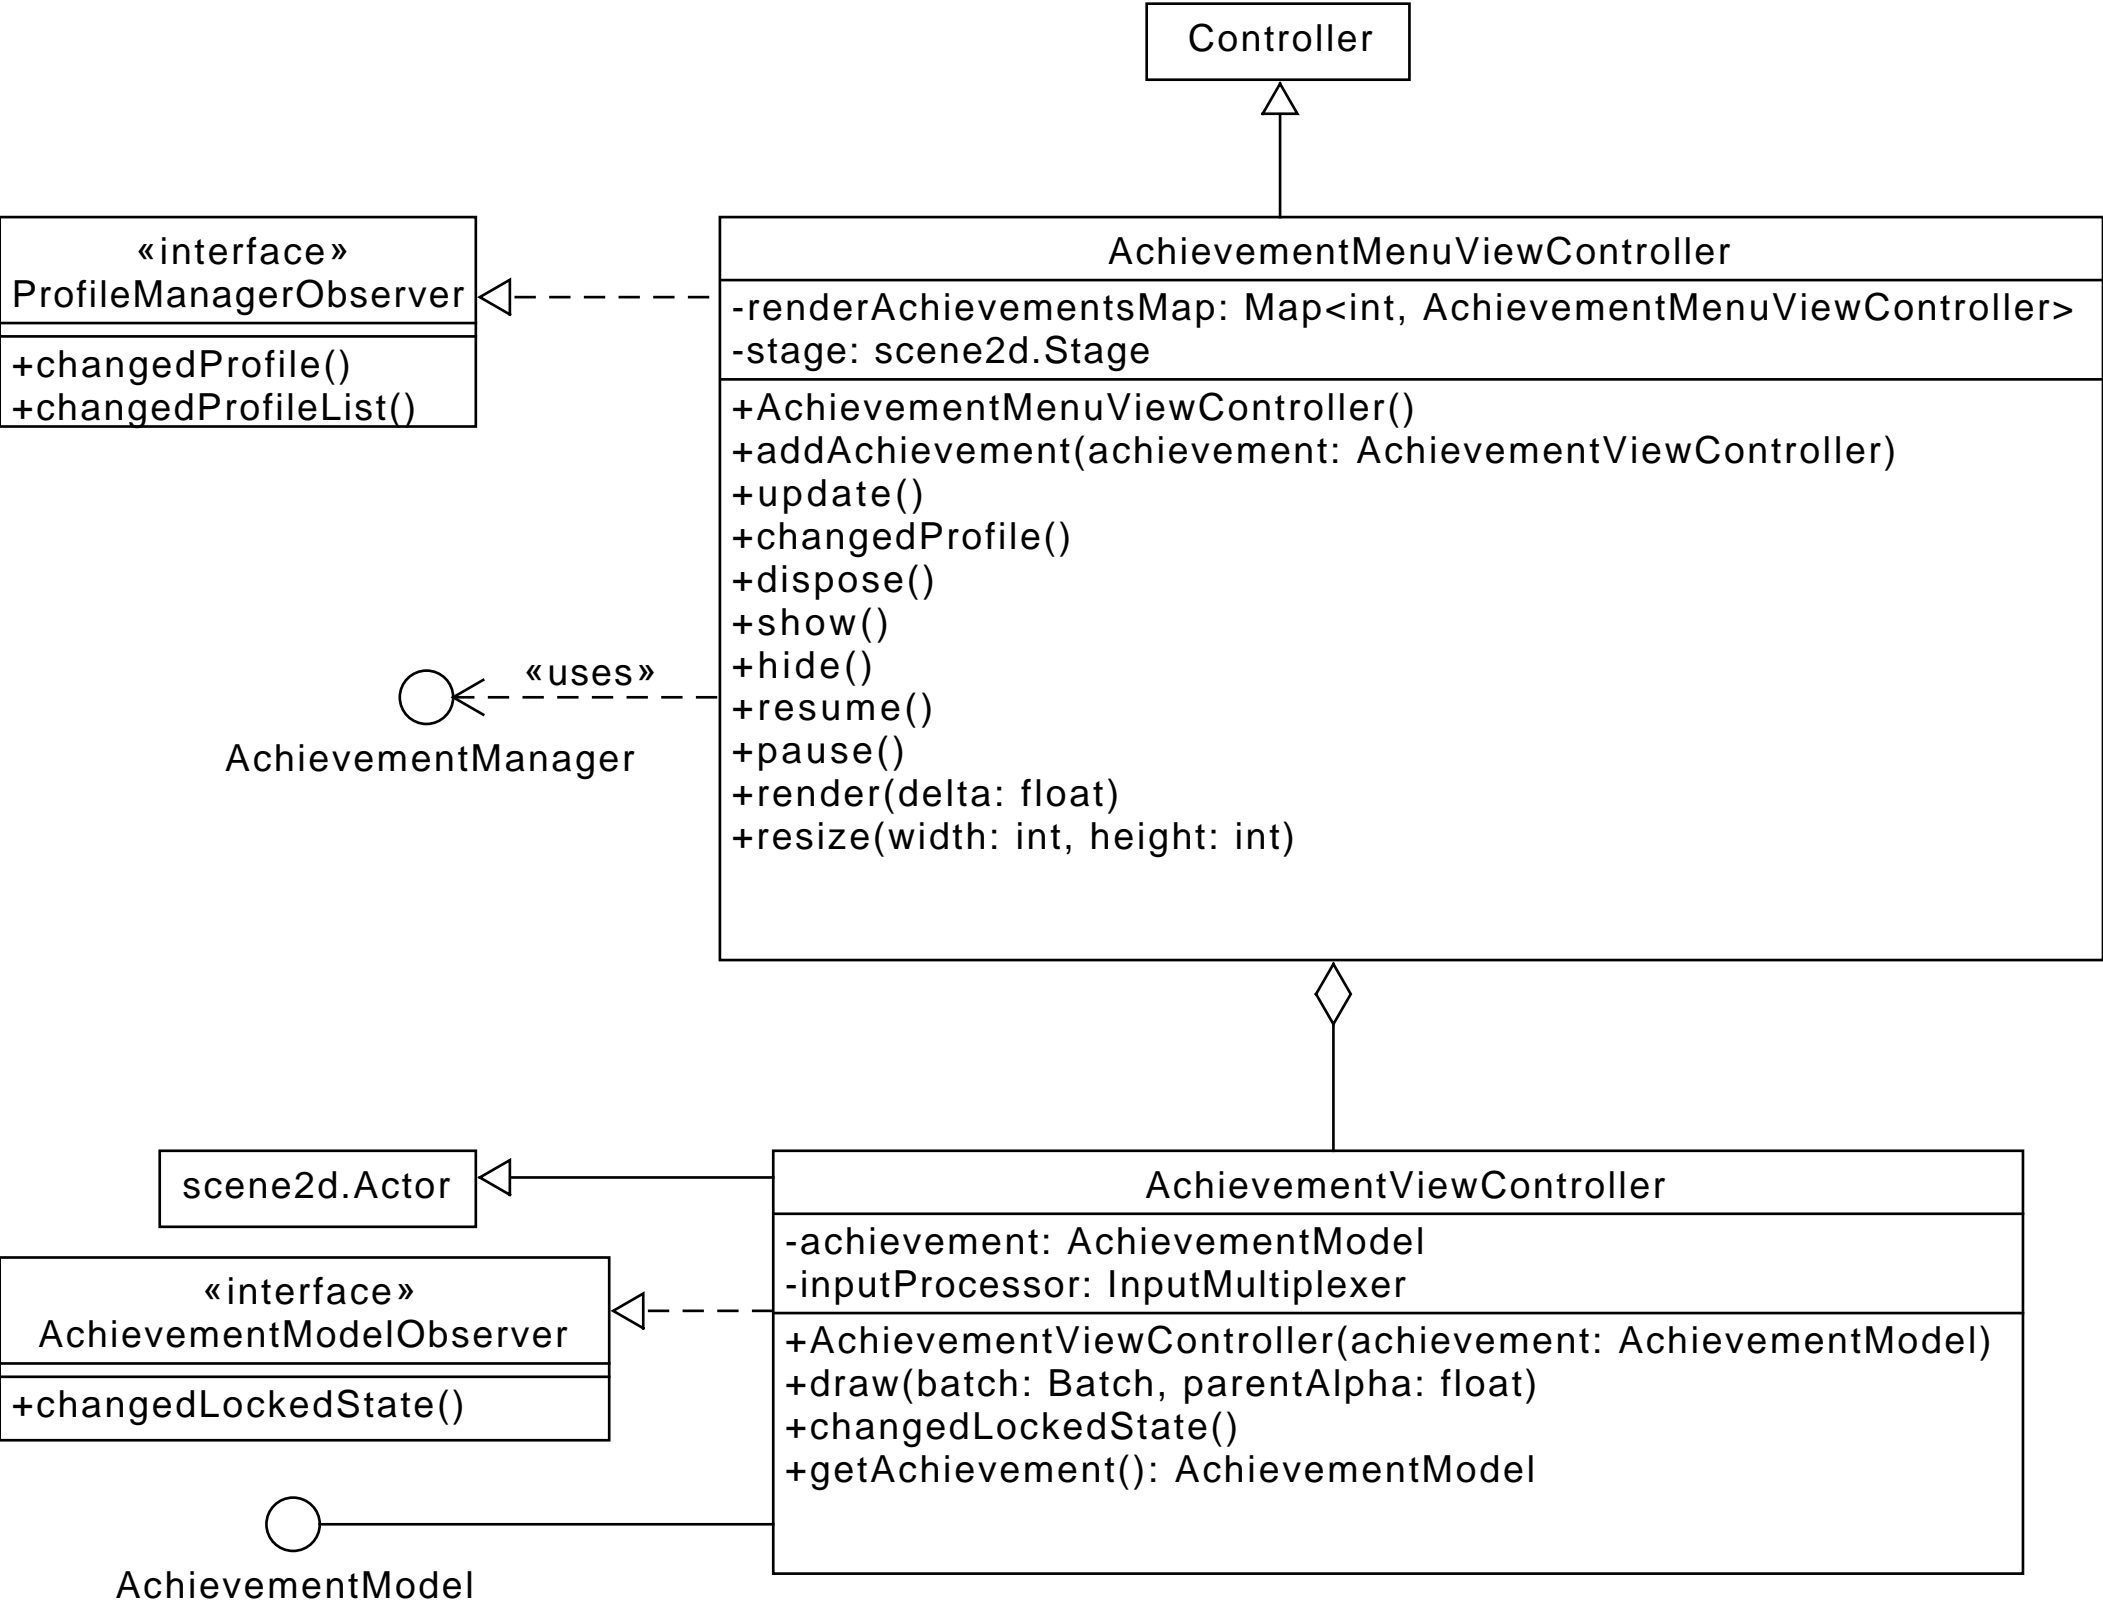 Controller
«interface»
ProfileManagerObserver
+changedProfile()
+changedProfileList()
AchievementMenuViewController
-renderAchievementsMap: Map<int, AchievementMenuViewController>
-stage: scene2d.Stage
+AchievementMenuViewController()
+addAchievement(achievement: AchievementViewController)
+update()
+changedProfile()
+dispose()
+show()
+hide()
+resume()
+pause()
+render(delta: float)
+resize(width: int, height: int)
«uses»
AchievementManager
scene2d.Actor
«interface»
AchievementModelObserver
+changedLockedState()
AchievementViewController
-achievement: AchievementModel
-inputProcessor: InputMultiplexer
+AchievementViewController(achievement: AchievementModel)
+draw(batch: Batch, parentAlpha: float)
+changedLockedState()
+getAchievement(): AchievementModel
AchievementModel